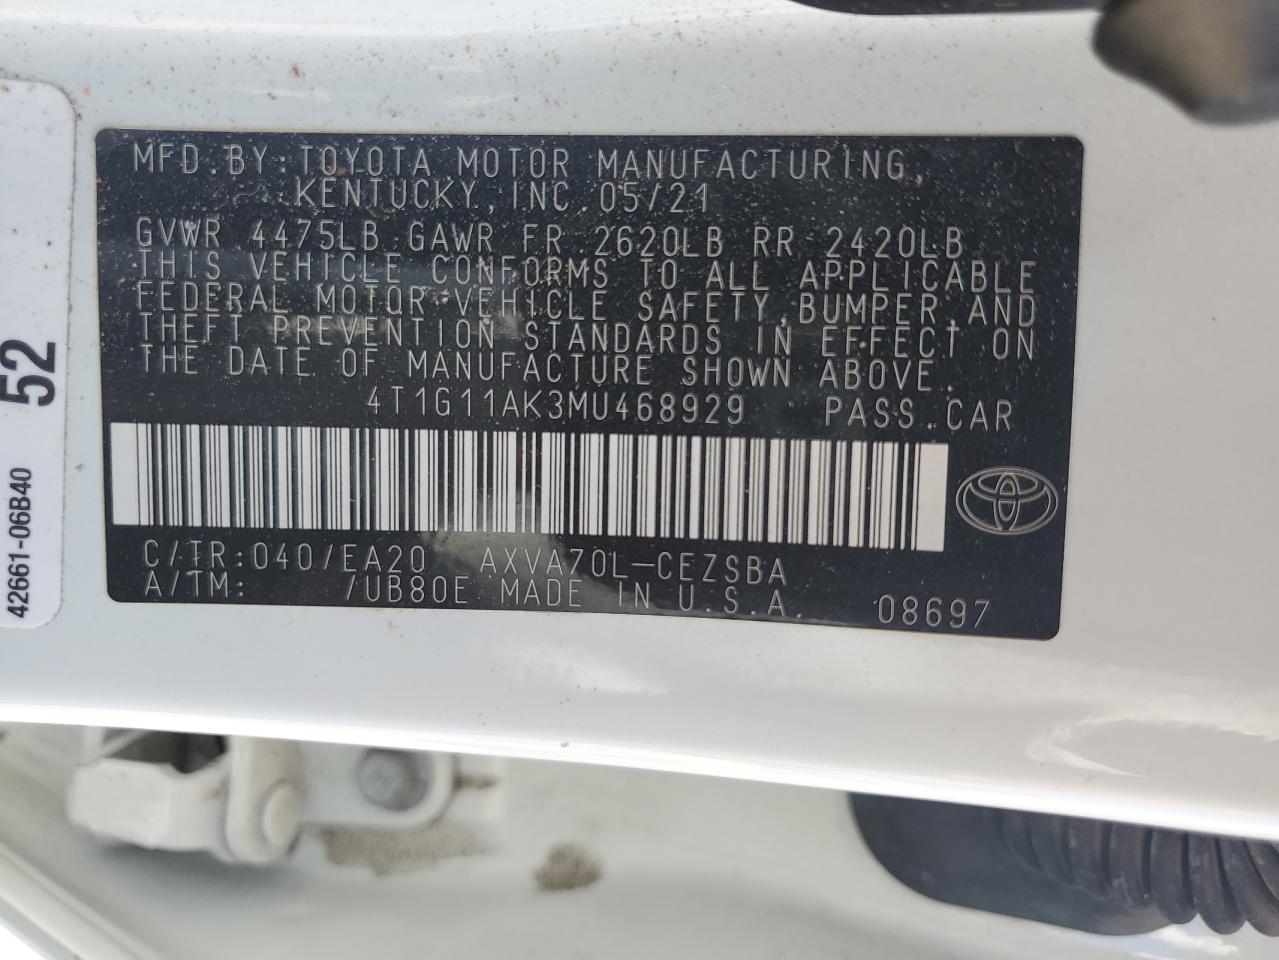 MFD.BY:TOYOTA MOTOR MANUFACTURING,
KENTUCKY,INC.05/21
GVWR 4475LB GAWR FR 2620LB RR 2420LB
THIS VEHICLE CONFORMS TO ALL APPLICABLE
FEDERAL MOTOR VEHICLE SAFETY,BUMPER,AND
THEFT PREVENTION STANDARDS IN EFFECT ON
THE DATE OF MANUFACTURE SHOWN ABOVE.
4T1G11AK3MU468929 PASS.CAR
C/TR:040/EA20 AXVA70L-CEZSBA
A/TM: /UB80E MADE IN U.S.A. 08697
52
42661-06B40